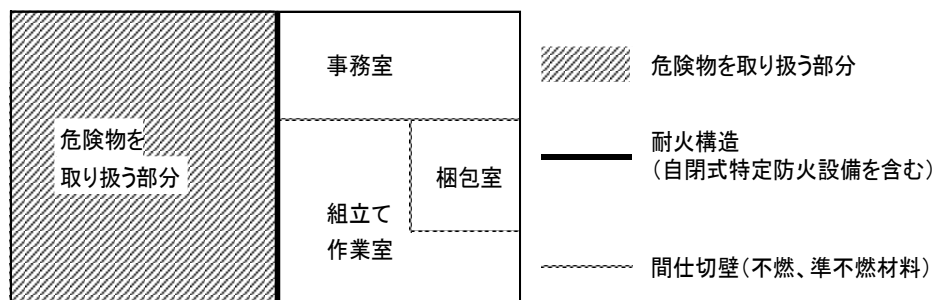 危険物を
取り扱う部分
事務室
梱包室
組立て
作業室
危険物を取り扱う部分
耐火構造
（自閉式特定防火設備を含む）
間仕切壁（不燃、準不燃材料）